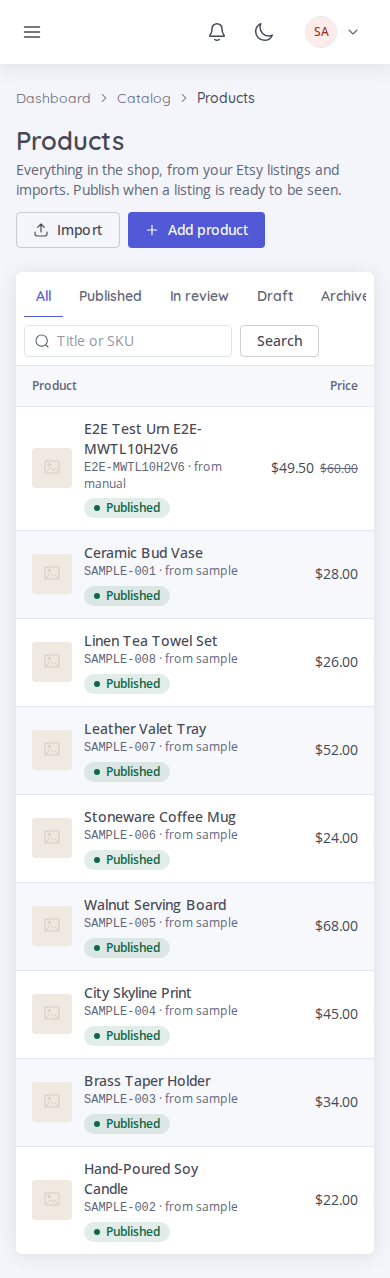 SA
Dashboard > Catalog > Products
Products
Everything in the shop, from your Etsy listings and
imports. Publish when a listing is ready to be seen.
Import
Add product
All Published In review Draft Archive
Title or SKU
Search
Product Price
E2E Test Urn E2E-
MWTL10H2V6
E2E-MWTL10H2V6 · from
manual
$49.50 $60.00
Published
Ceramic Bud Vase
SAMPLE-001 · from sample
$28.00
Published
Linen Tea Towel Set
SAMPLE-008 · from sample
$26.00
Published
Leather Valet Tray
SAMPLE-007 · from sample
$52.00
Published
Stoneware Coffee Mug
SAMPLE-006 · from sample
$24.00
Published
Walnut Serving Board
SAMPLE-005 · from sample
$68.00
Published
City Skyline Print
SAMPLE-004 · from sample
$45.00
Published
Brass Taper Holder
SAMPLE-003 · from sample
$34.00
Published
Hand-Poured Soy
Candle
SAMPLE-002 · from sample
$22.00
Published